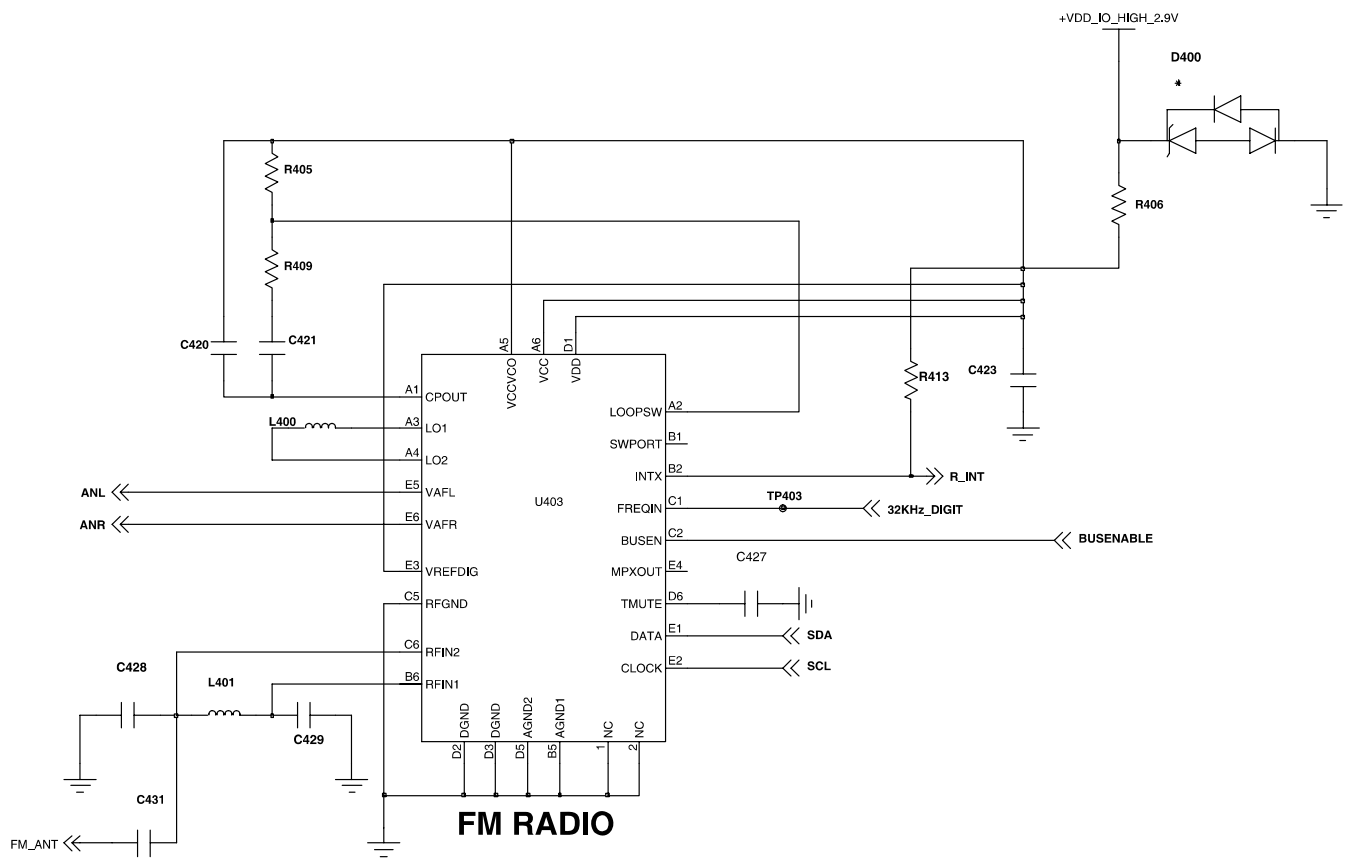 +VDD_IO_HIGH_2.9V
D400
*
R405
R406
R409
C420
C421
A5
A6
D1
VCCVCO
VCC
VDD
R413
C423
A1
CPOUT
LOOPSW
A2
L400
A3
LO1
SWPORT
B1
A4
LO2
INTX
B2
R_INT
ANL
E5
VAFL
U403
FREQIN
C1
TP403
32KHz_DIGIT
ANR
E6
VAFR
BUSEN
C2
BUSENABLE
C427
E3
VREFDIG
MPXOUT
E4
C5
RFGND
TMUTE
D6
DATA
E1
SDA
C6
RFIN2
CLOCK
E2
SCL
C428
L401
B6
RFIN1
C429
DGND
DGND
AGND2
AGND1
NC
NC
D2
D3
D5
B5
1
2
C431
FM RADIO
FM_ANT